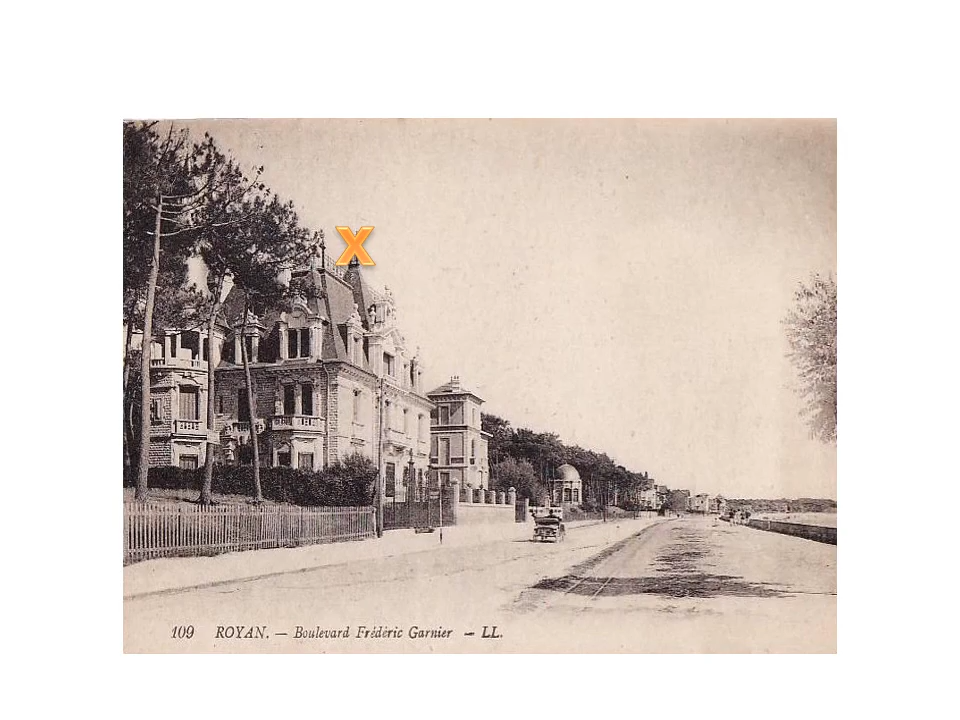 X
109 ROYAN. — Boulevard Frédéric Garnier — LL.